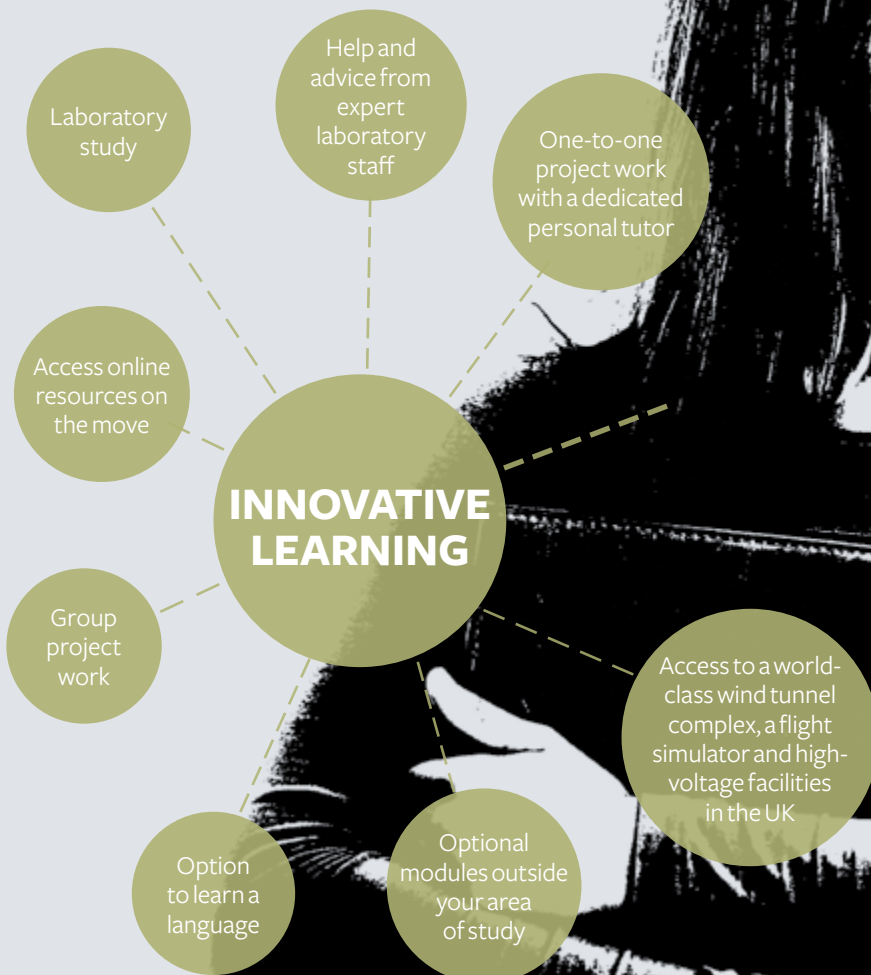 Laboratory
study
Help and
advice from
expert
laboratory
staff
One-to-one
project work
with a dedicated
personal tutor
Access online
resources on
the move
INNOVATIVE
LEARNING
Group
project
work
Access to a world-
class wind tunnel
complex, a flight
simulator and high-
voltage facilities
in the UK
Option
to learn a
language
Optional
modules outside
your area
of study